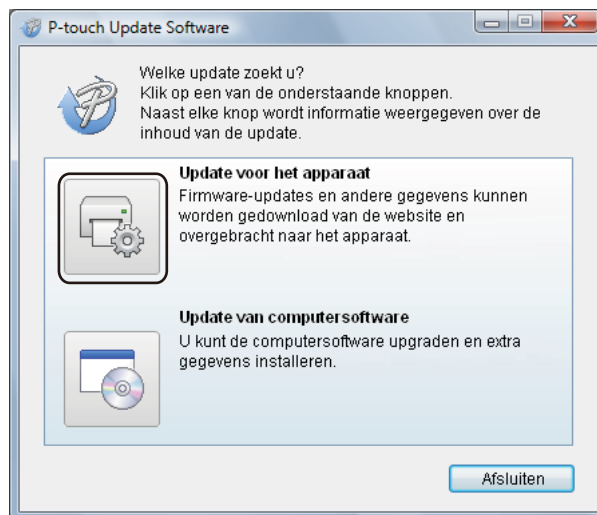 P-touch Update Software
Welke update zoekt u?
Klik op een van de onderstaande knoppen.
Naast elke knop wordt informatie weergegeven over de
inhoud van de update.
Update voor het apparaat
Firmware-updates en andere gegevens kunnen
worden gedownload van de website en
overgebracht naar het apparaat.
Update van computersoftware
U kunt de computersoftware upgraden en extra
gegevens installeren.
Afsluiten